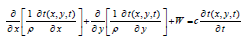 ∂/∂x [ 1/ρ ∂t(x,y,t)/∂x ] + ∂/∂y [ 1/ρ ∂t(x,y,t)/∂x ] + W = c ∂t(x,y,t)/∂t